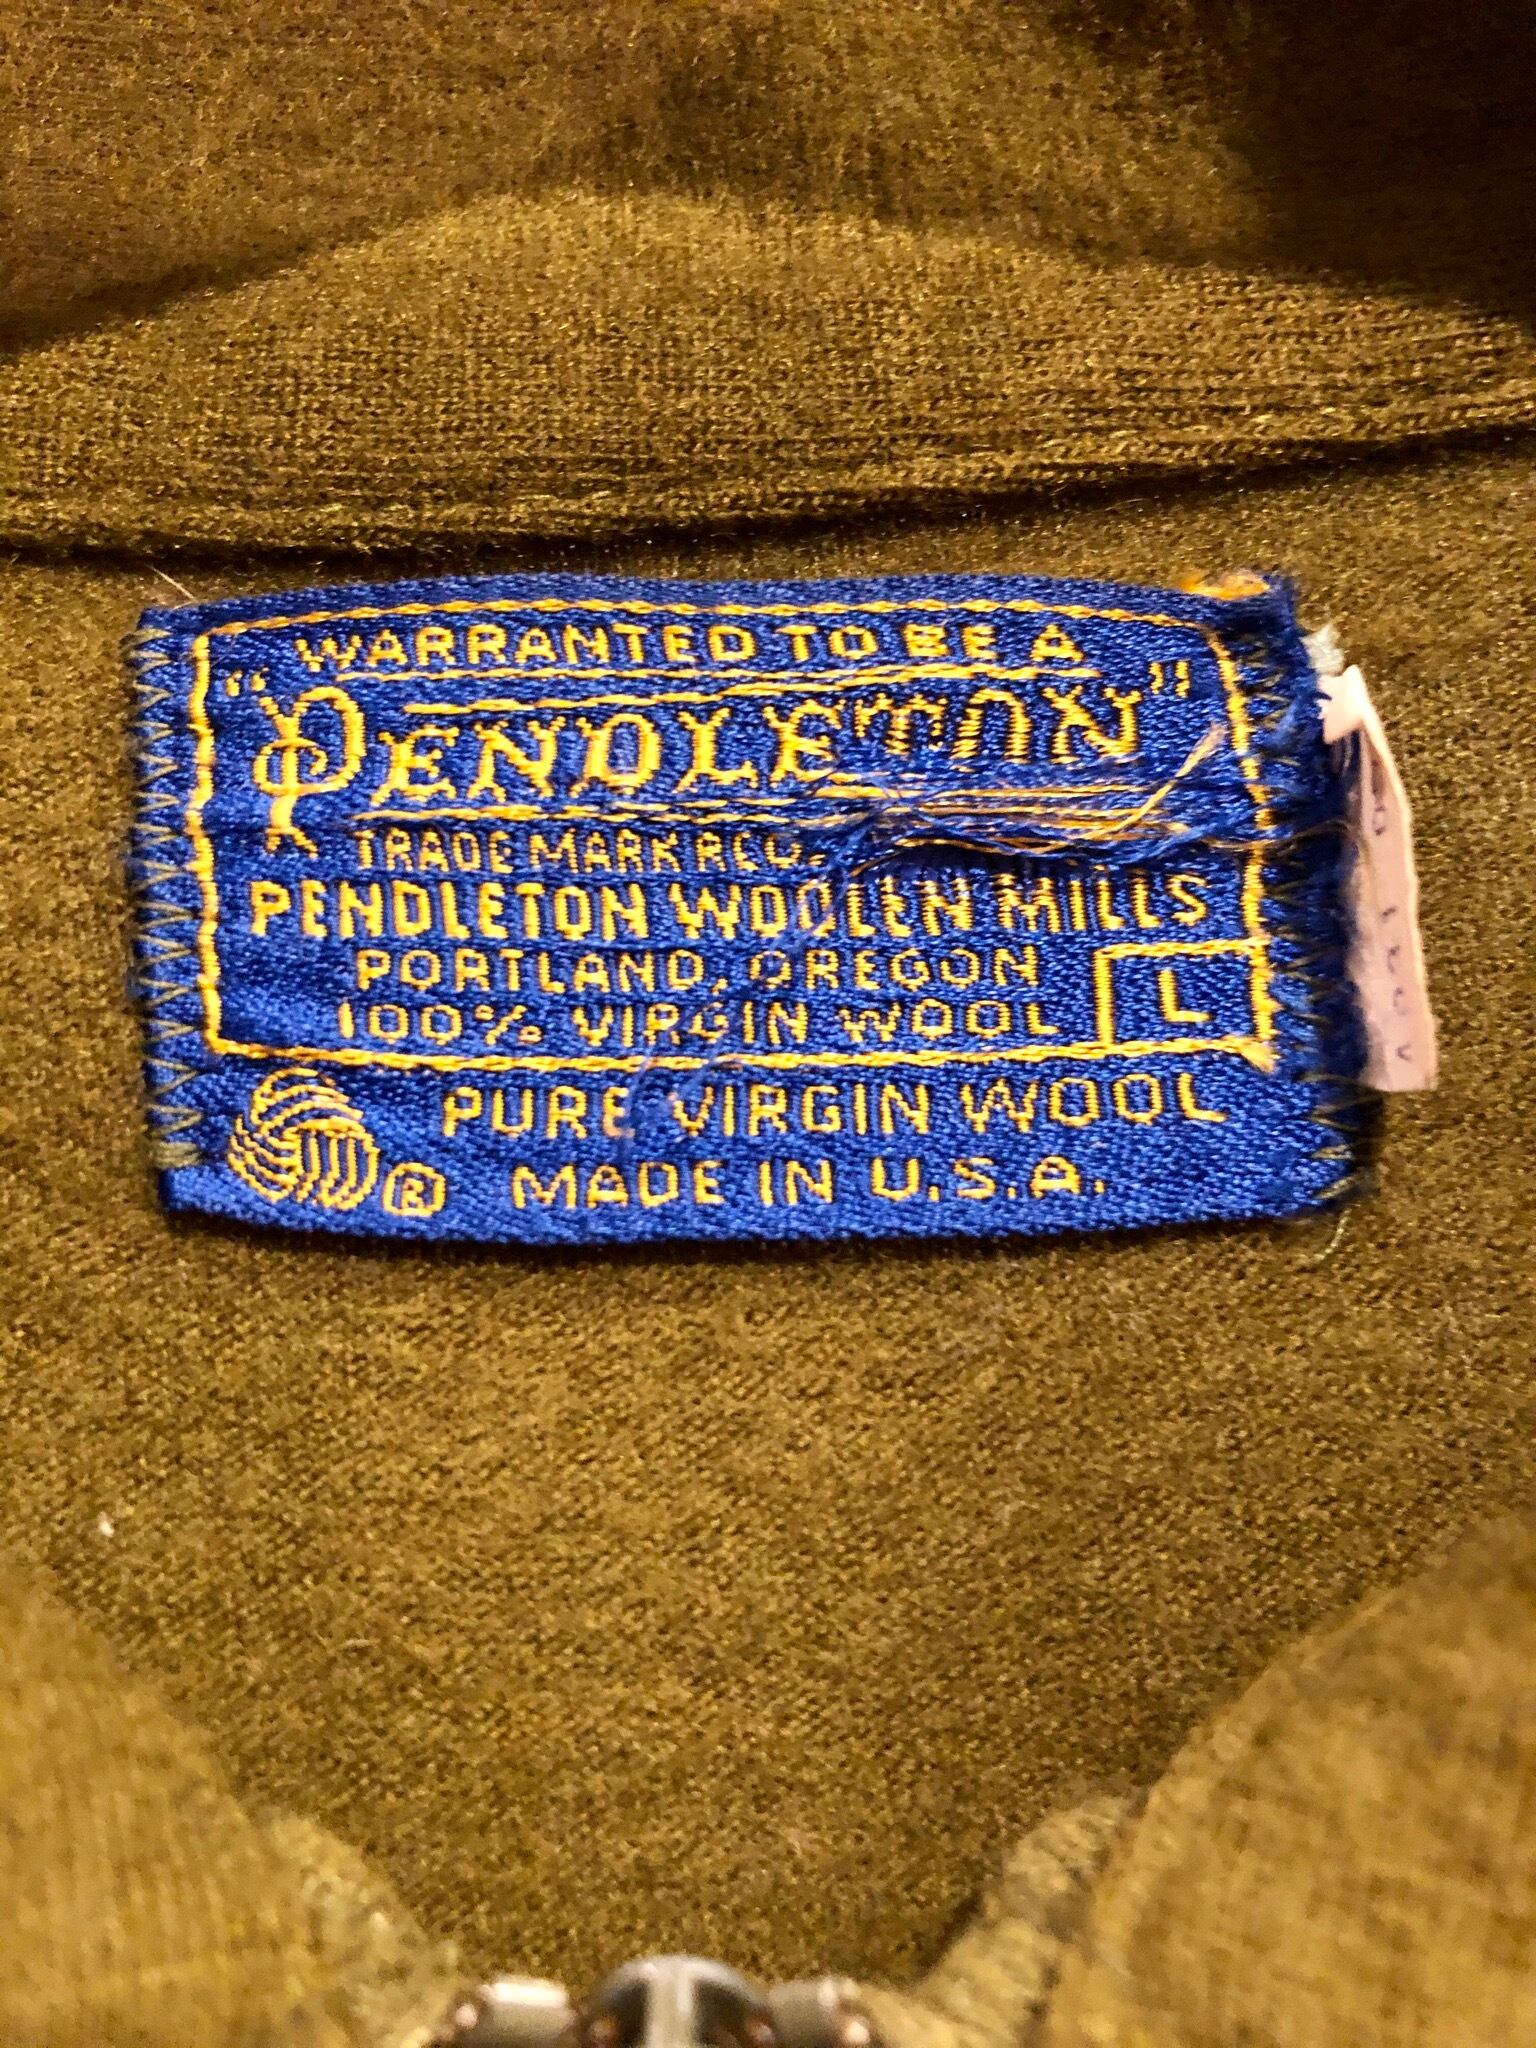 WARRANTED TO BE A
"PENDLETON"
TRADE MARK REG.
PENDLETON WOOLEN MILLS
PORTLAND, OREGON
100% VIRGIN WOOL
L
PURE VIRGIN WOOL
® MADE IN U.S.A.